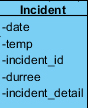 Incident
-date
-temp
-incident_id
-durree
-incident_detail